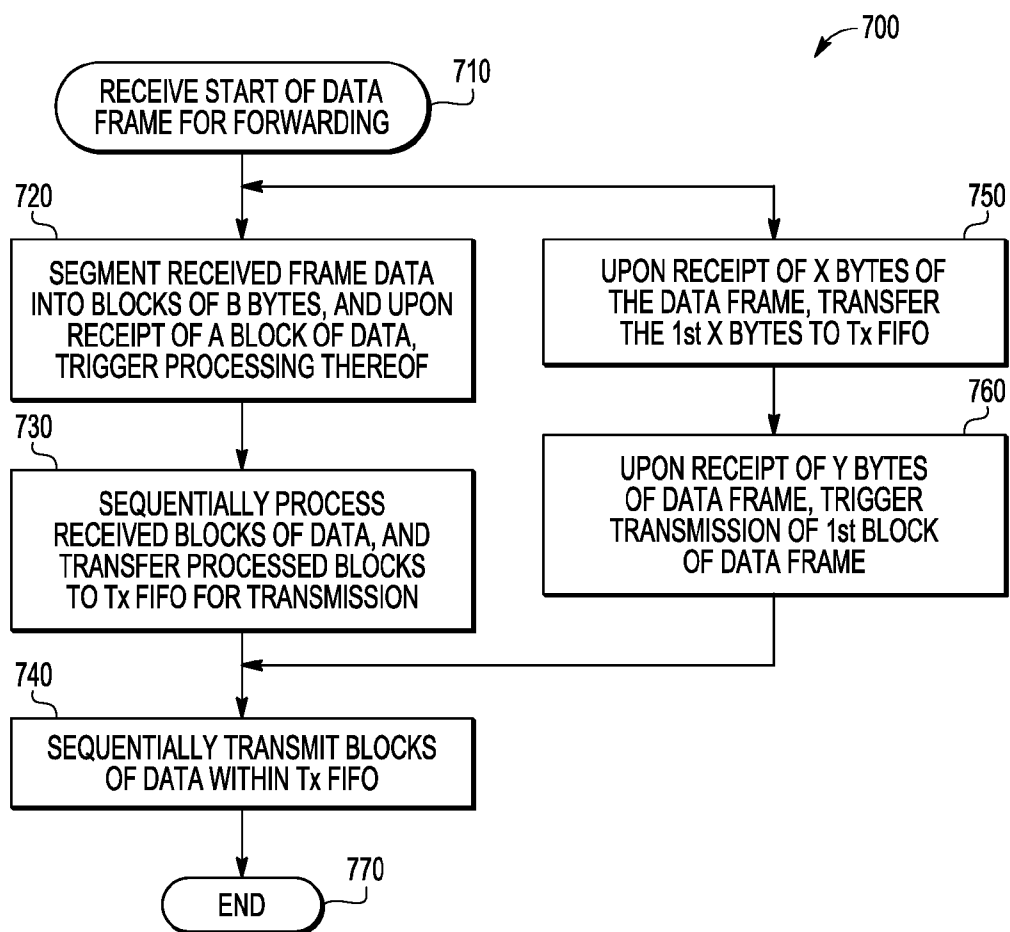 700
RECEIVE START OF DATA
FRAME FOR FORWARDING
710
720
SEGMENT RECEIVED FRAME DATA
INTO BLOCKS OF B BYTES, AND UPON
RECEIPT OF A BLOCK OF DATA,
TRIGGER PROCESSING THEREOF
750
UPON RECEIPT OF X BYTES OF
THE DATA FRAME, TRANSFER
THE 1st X BYTES TO Tx FIFO
730
SEQUENTIALLY PROCESS
RECEIVED BLOCKS OF DATA, AND
TRANSFER PROCESSED BLOCKS
TO Tx FIFO FOR TRANSMISSION
760
UPON RECEIPT OF Y BYTES
OF DATA FRAME, TRIGGER
TRANSMISSION OF 1st BLOCK
OF DATA FRAME
740
SEQUENTIALLY TRANSMIT BLOCKS
OF DATA WITHIN Tx FIFO
770
END